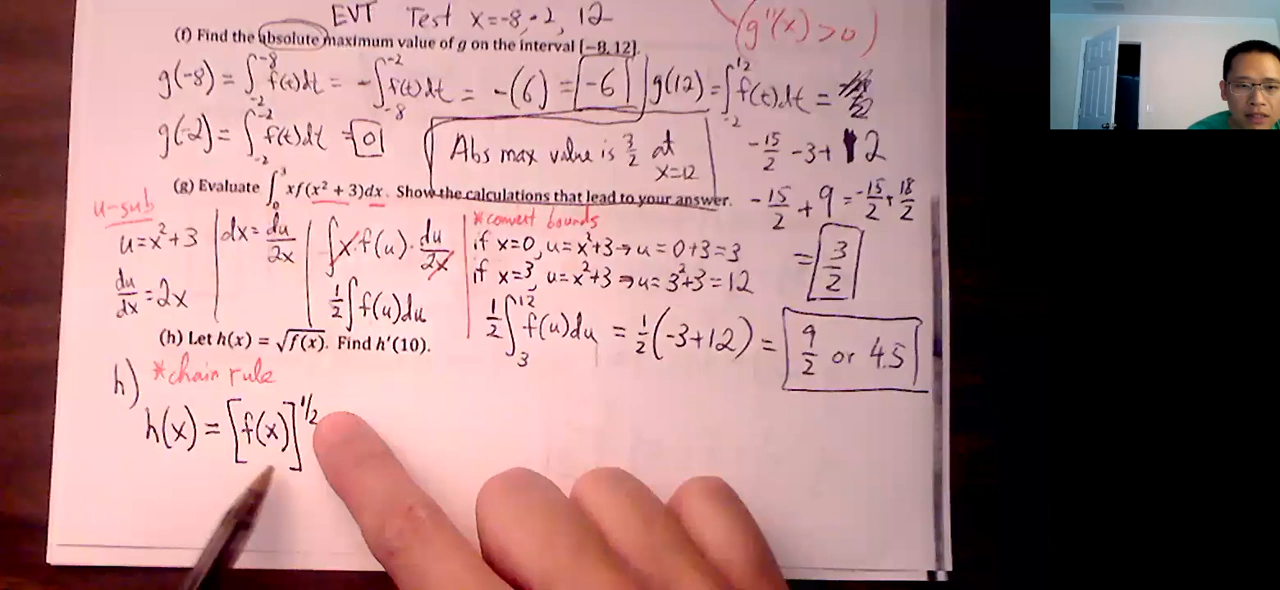 EVT Test x=-8,-2, 12
(g''(x) > 0)
(f) Find the absolute maximum value of g on the interval [−8, 12].
g(-8) = ∫_{-2}^{-8} f(t)dt = -∫_{-8}^{-2} f(t)dt = -(6) = -6
g(12) = ∫_{-2}^{12} f(t)dt =
g(-2) = ∫_{-2}^{-2} f(t)dt = 0
-15/2 -3+ 12
Abs max value is 3/2 at x=12
-15/2 + 9 = -15/2 + 18/2
= 3/2
(g) Evaluate ∫_0^3 xf(x² + 3)dx. Show the calculations that lead to your answer.
u-sub
u=x²+3
du/dx = 2x
dx = du/2x
∫x·f(u)·du/2x
1/2 ∫f(u)du
*convert bounds
if x=0, u=x²+3 → u = 0+3=3
if x=3, u=x²+3 → u= 3²+3 = 12
1/2 ∫_3^12 f(u)du = 1/2(-3+12) = 9/2 or 4.5
(h) Let h(x) = √f(x). Find h′(10).
h) *chain rule
h(x) = [f(x)]^1/2